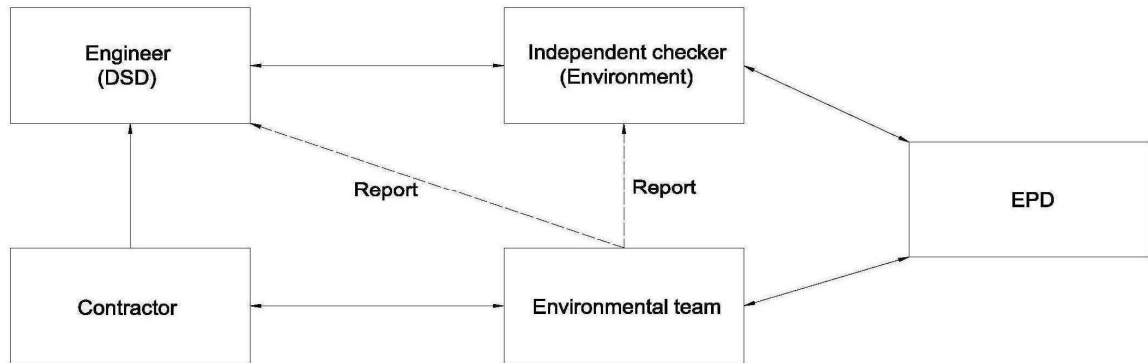 Engineer
(DSD)
Independent checker
(Environment)
Report
Report
EPD
Contractor
Environmental team